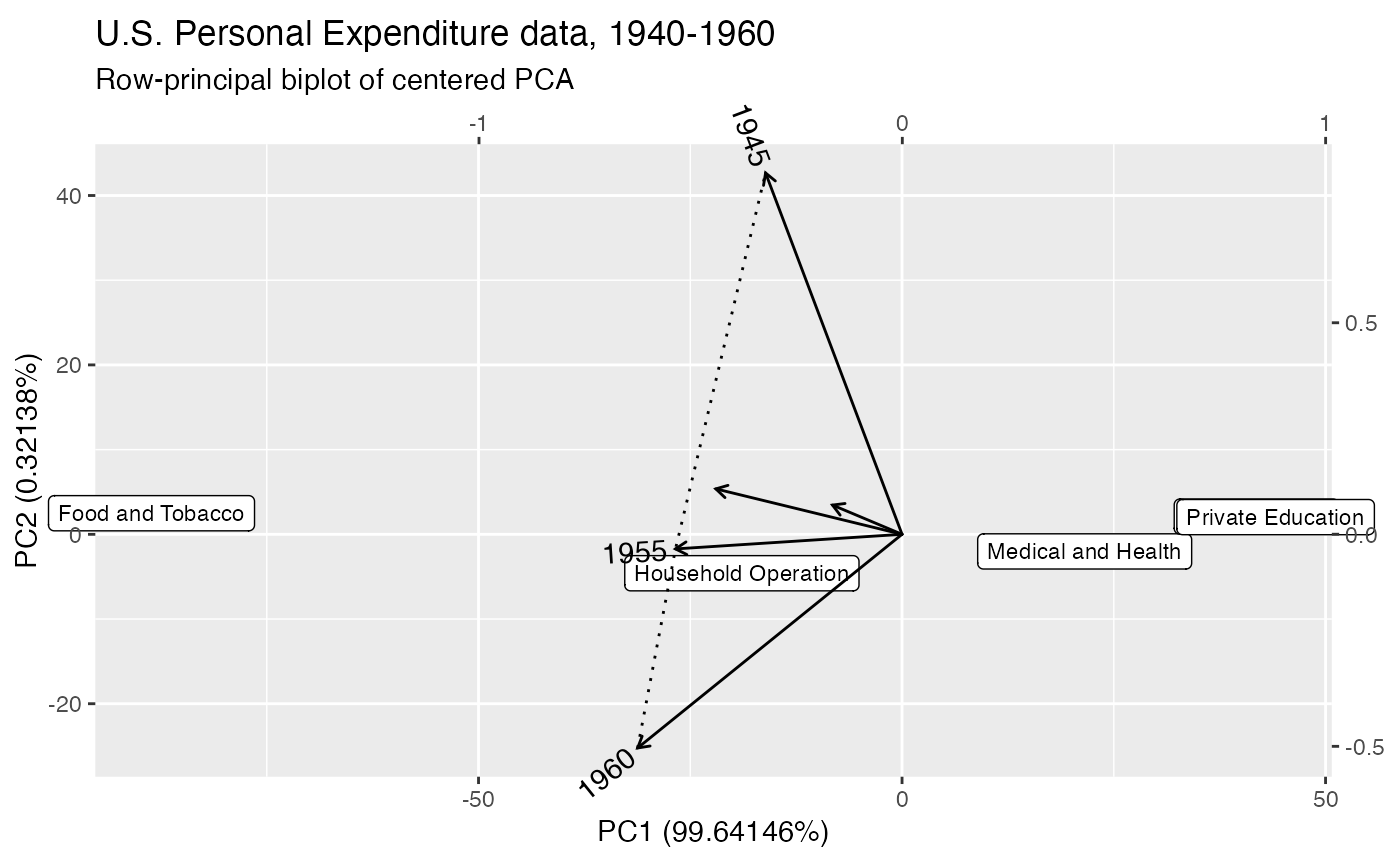 U.S. Personal Expenditure data, 1940-1960
Row-principal biplot of centered PCA
-1 0 1
1945
40
20
0
-20
PC2 (0.32138%)
0.5
0.0
-0.5
Food and Tobacco
Private Education
Medical and Health
1955
Household Operation
1960
-50 0 50
PC1 (99.64146%)